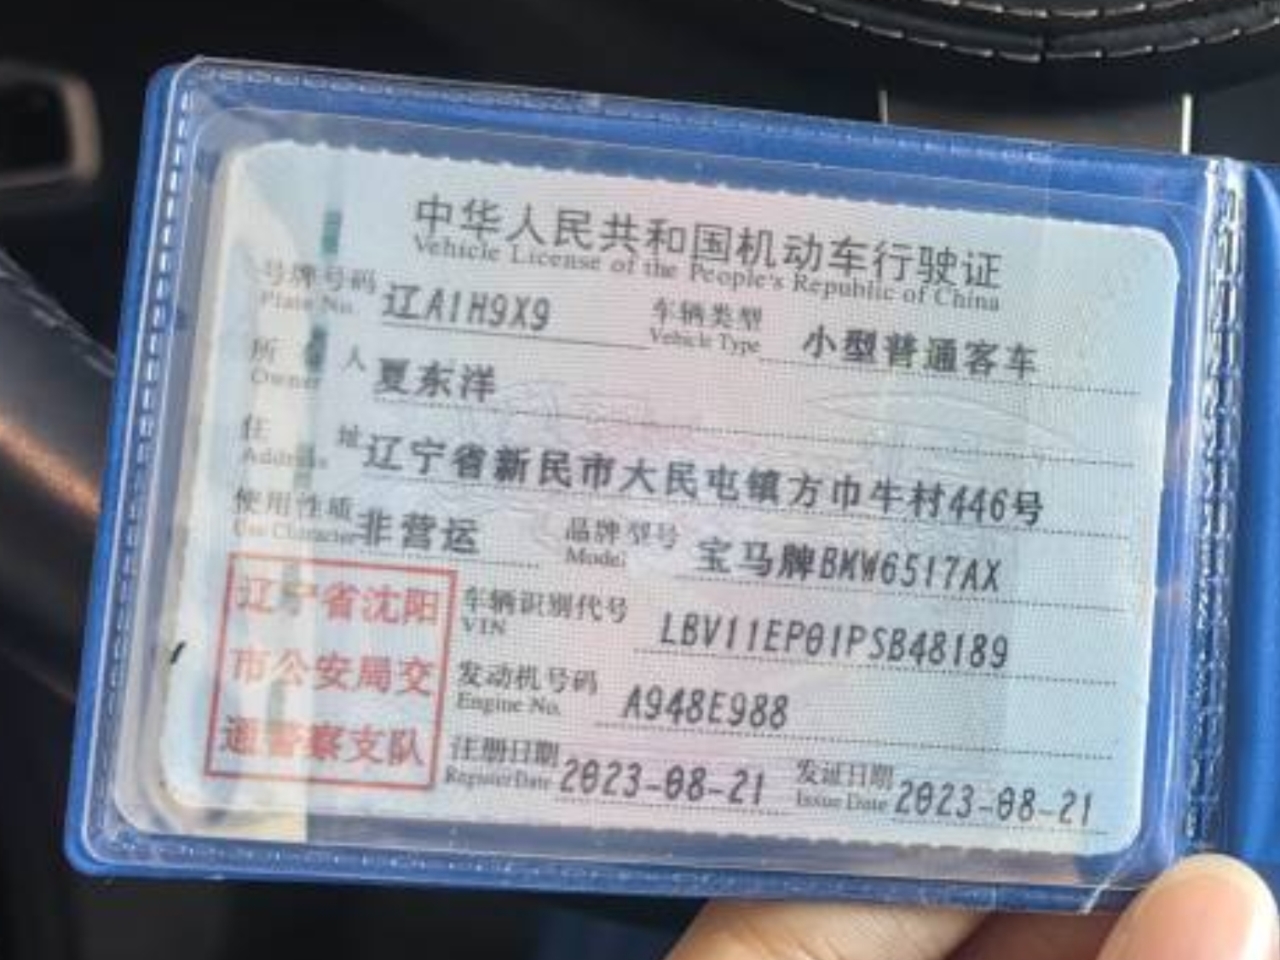 中华人民共和国机动车行驶证
Vehicle License of the People's Republic of China
号牌号码 辽A1H9X9 车辆类型 小型普通客车
Plate No. Vehicle Type
所有人 夏东洋
Owner
住址 辽宁省新民市大民屯镇方巾牛村446号
Address
使用性质 非营运 品牌型号 宝马牌BMW6517AX
Use Character Model
辽宁省沈阳
市公安局交
通警察支队
车辆识别代号 LBV11EP01PSB48189
VIN
发动机号码 A948E988
Engine No.
注册日期 2023-08-21 发证日期 2023-08-21
Register Date Issue Date